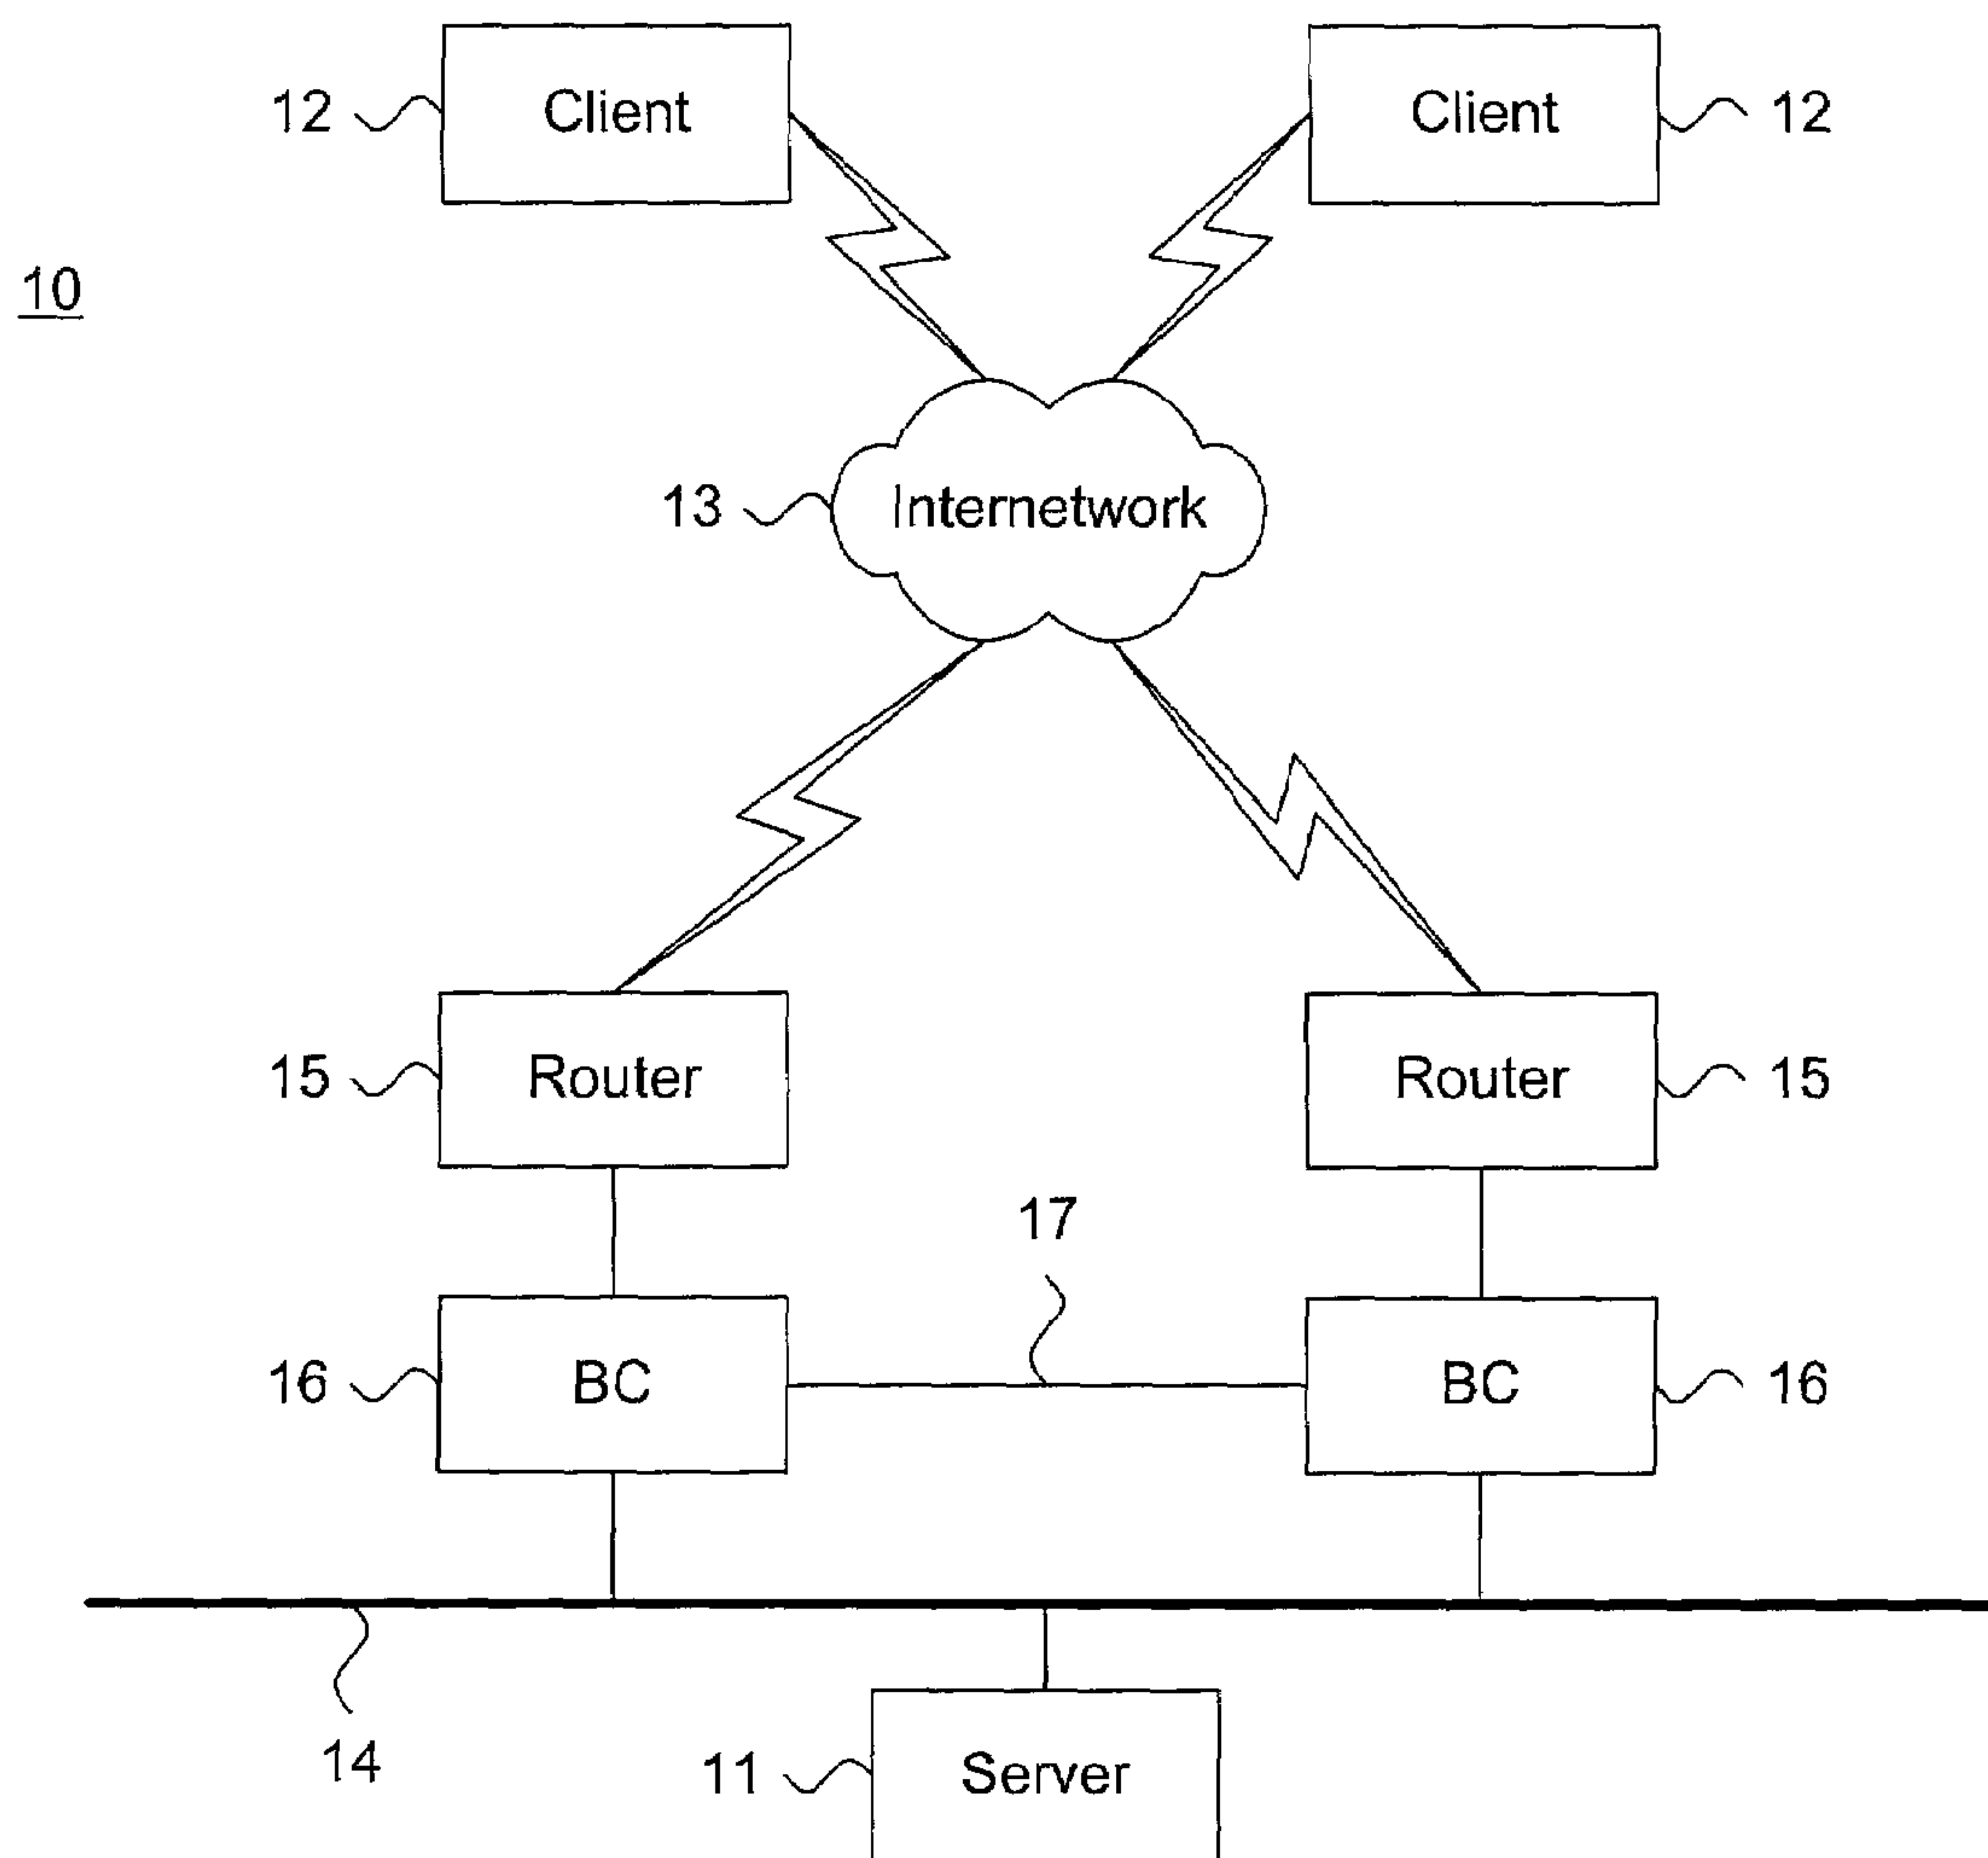 12 Client Client 12
10
13 Internetwork
15 Router Router 15
17
16 BC BC 16
14
11 Server